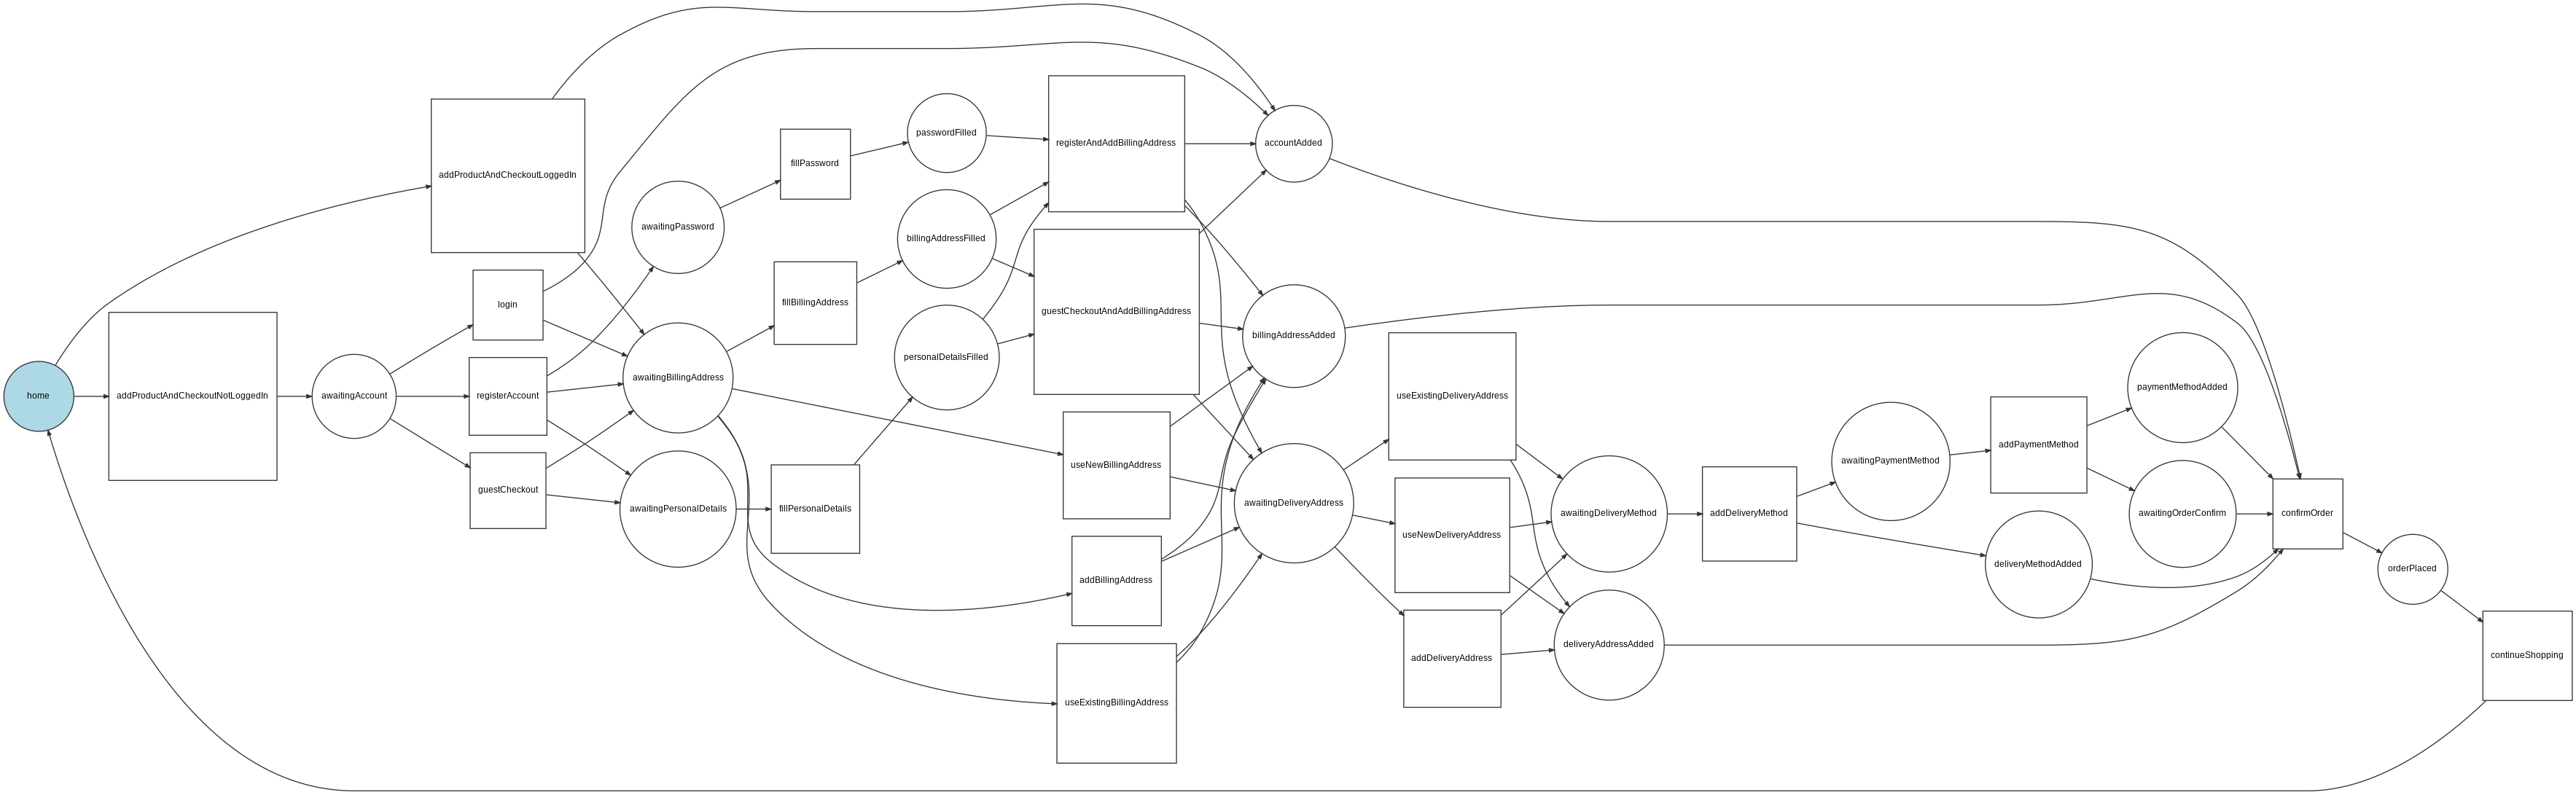 home
addProductAndCheckoutNotLoggedIn
awaitingAccount
addProductAndCheckoutLoggedIn
login
registerAccount
guestCheckout
awaitingPassword
awaitingBillingAddress
awaitingPersonalDetails
fillPassword
fillBillingAddress
fillPersonalDetails
passwordFilled
billingAddressFilled
personalDetailsFilled
registerAndAddBillingAddress
guestCheckoutAndAddBillingAddress
useNewBillingAddress
addBillingAddress
useExistingBillingAddress
accountAdded
billingAddressAdded
awaitingDeliveryAddress
useExistingDeliveryAddress
useNewDeliveryAddress
addDeliveryAddress
awaitingDeliveryMethod
deliveryAddressAdded
addDeliveryMethod
awaitingPaymentMethod
addPaymentMethod
deliveryMethodAdded
paymentMethodAdded
awaitingOrderConfirm
confirmOrder
orderPlaced
continueShopping